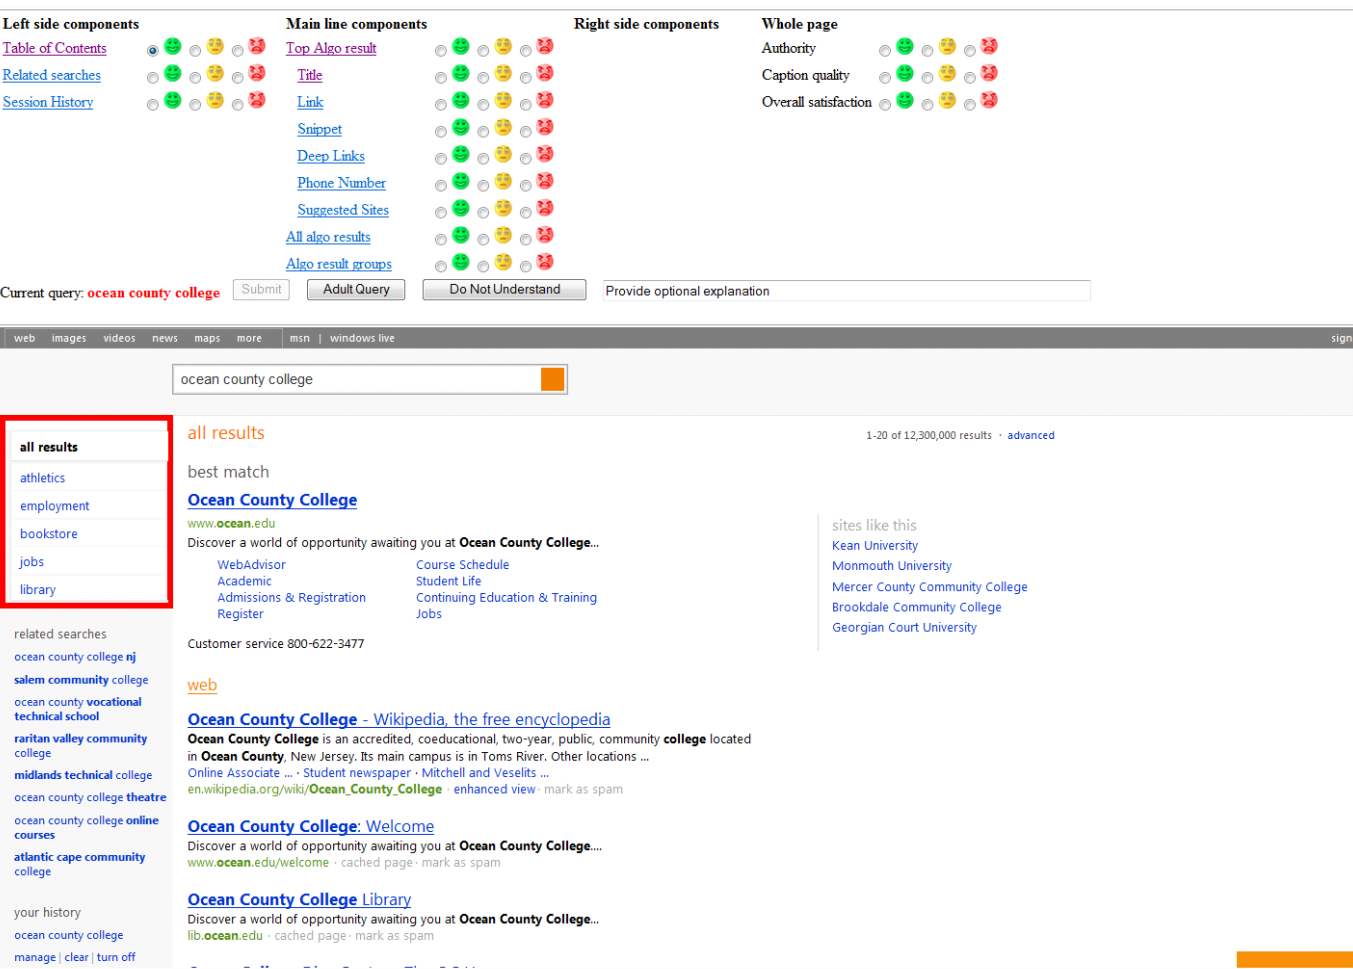 Left side components
Main line components
Right side components
Whole page
Table of Contents
Top Algo result
Authority
Related searches
Title
Caption quality
Session History
Link
Overall satisfaction
Snippet
Deep Links
Phone Number
Suggested Sites
All algo results
Algo result groups
Current query: ocean county college
Submit
Adult Query
Do Not Understand
Provide optional explanation
web images videos news maps more msn | windows live
sign
ocean county college
all results
athletics
employment
bookstore
jobs
library
related searches
ocean county college nj
salem community college
ocean county vocational
technical school
raritan valley community
college
midlands technical college
ocean county college theatre
ocean county college online
courses
atlantic cape community
college
your history
ocean county college
manage | clear | turn off
all results
1-20 of 12,300,000 results · advanced
best match
Ocean County College
www.ocean.edu
Discover a world of opportunity awaiting you at Ocean County College...
WebAdvisor
Course Schedule
Academic
Student Life
Admissions & Registration
Continuing Education & Training
Register
Jobs
Customer service 800-622-3477
sites like this
Kean University
Monmouth University
Mercer County Community College
Brookdale Community College
Georgian Court University
web
Ocean County College - Wikipedia, the free encyclopedia
Ocean County College is an accredited, coeducational, two-year, public, community college located
in Ocean County, New Jersey. Its main campus is in Toms River. Other locations ...
Online Associate ... · Student newspaper · Mitchell and Veselits ...
en.wikipedia.org/wiki/Ocean_County_College · enhanced view · mark as spam
Ocean County College: Welcome
Discover a world of opportunity awaiting you at Ocean County College....
www.ocean.edu/welcome · cached page · mark as spam
Ocean County College Library
Discover a world of opportunity awaiting you at Ocean County College...
lib.ocean.edu · cached page · mark as spam